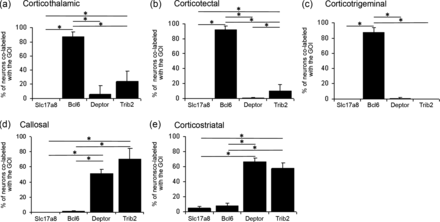 (a) Corticothalamic
% of neurons co-labeled
with the GOI
100
80
60
40
20
0
Slc17a8 Bcl6 Deptor Trib2
* * * *
(b) Corticotectal
% of neurons co-labeled
with the GOI
100
80
60
40
20
0
Slc17a8 Bcl6 Deptor Trib2
* * * * *
(c) Corticotrigeminal
% of neurons co-labeled
with the GOI
100
80
60
40
20
0
Slc17a8 Bcl6 Deptor Trib2
* * *
(d) Callosal
% of neurons co-labeled
with the GOI
100
80
60
40
20
0
Slc17a8 Bcl6 Deptor Trib2
* * * *
(e) Corticostriatal
% of neuronsco-labeled
with the GOI
100
80
60
40
20
0
Slc17a8 Bcl6 Deptor Trib2
* * * *